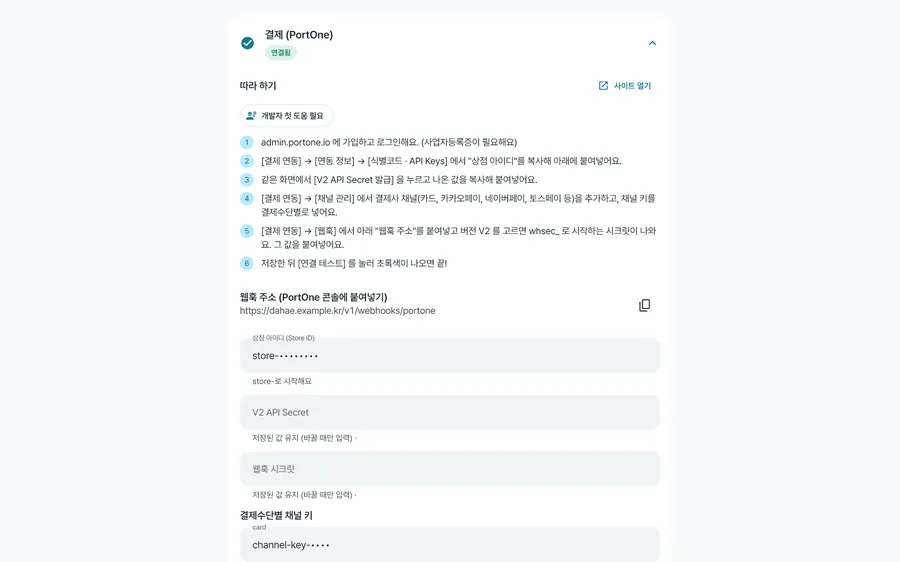 결제 (PortOne)
연결됨
따라 하기
사이트 열기
개발자 첫 도움 필요
1 admin.portone.io 에 가입하고 로그인해요. (사업자등록증이 필요해요)
2 [결제 연동] → [연동 정보] → [식별코드 · API Keys] 에서 "상점 아이디"를 복사해 아래에 붙여넣어요.
3 같은 화면에서 [V2 API Secret 발급] 을 누르고 나온 값을 복사해 붙여넣어요.
4 [결제 연동] → [채널 관리] 에서 결제사 채널(카드, 카카오페이, 네이버페이, 토스페이 등)을 추가하고, 채널 키를
결제수단별로 넣어요.
5 [결제 연동] → [웹훅] 에서 아래 "웹훅 주소"를 붙여넣고 버전 V2 를 고르면 whsec_ 로 시작하는 시크릿이 나와
요. 그 값을 붙여넣어요.
6 저장한 뒤 [연결 테스트] 를 눌러 초록색이 나오면 끝!
웹훅 주소 (PortOne 콘솔에 붙여넣기)
https://dahae.example.kr/v1/webhooks/portone
상점 아이디 (Store ID)
store-••••••••
store-로 시작해요
V2 API Secret
저장된 값 유지 (바꿀 때만 입력) ·
웹훅 시크릿
저장된 값 유지 (바꿀 때만 입력) ·
결제수단별 채널 키
card
channel-key-••••